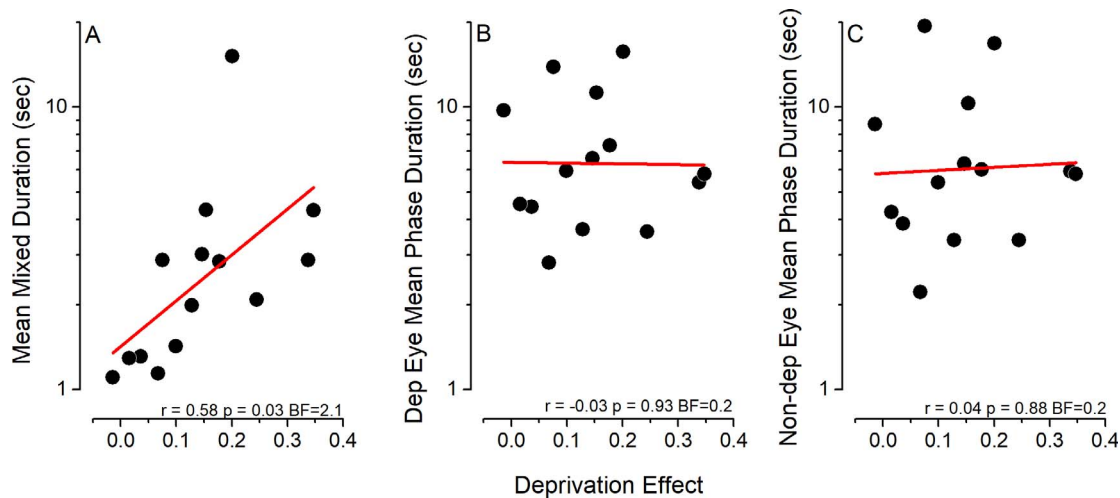 A
Mean Mixed Duration (sec)
10
1
r = 0.58 p = 0.03 BF=2.1
0.0 0.1 0.2 0.3 0.4
B
Dep Eye Mean Phase Duration (sec)
10
1
r = -0.03 p = 0.93 BF=0.2
0.0 0.1 0.2 0.3 0.4
C
Non-dep Eye Mean Phase Duration (sec)
10
1
r = 0.04 p = 0.88 BF=0.2
0.0 0.1 0.2 0.3 0.4
Deprivation Effect